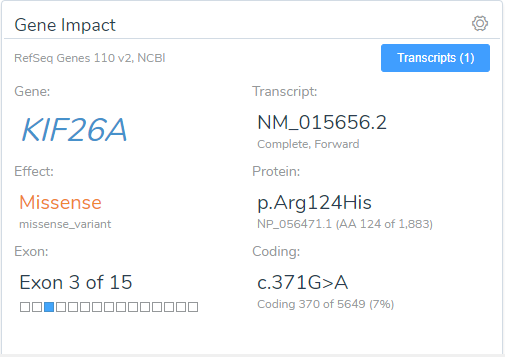 Gene Impact
RefSeq Genes 110 v2, NCBI
Transcripts (1)
Gene:
KIF26A
Transcript:
NM_015656.2
Complete, Forward
Effect:
Missense
missense_variant
Protein:
p.Arg124His
NP_056471.1 (AA 124 of 1,883)
Exon:
Exon 3 of 15
Coding:
c.371G>A
Coding 370 of 5649 (7%)